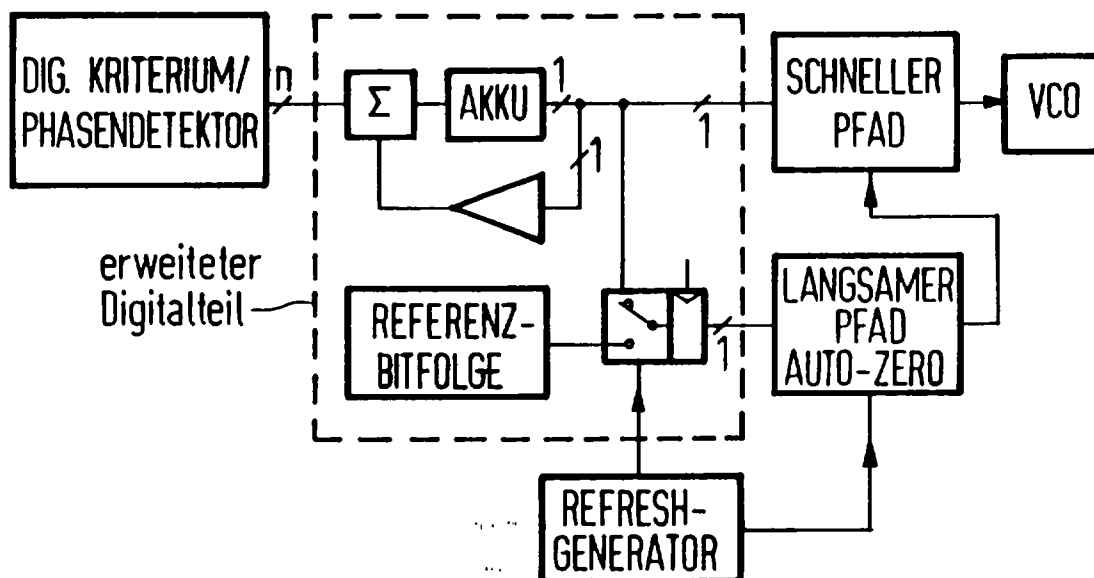 DIG. KRITERIUM/
PHASENDETEKTOR
n
Σ
AKKU
1
1
1
SCHNELLER
PFAD
VCO
erweiteter
Digitalteil
REFERENZ-
BITFOLGE
1
LANGSAMER
PFAD
AUTO-ZERO
REFRESH-
GENERATOR